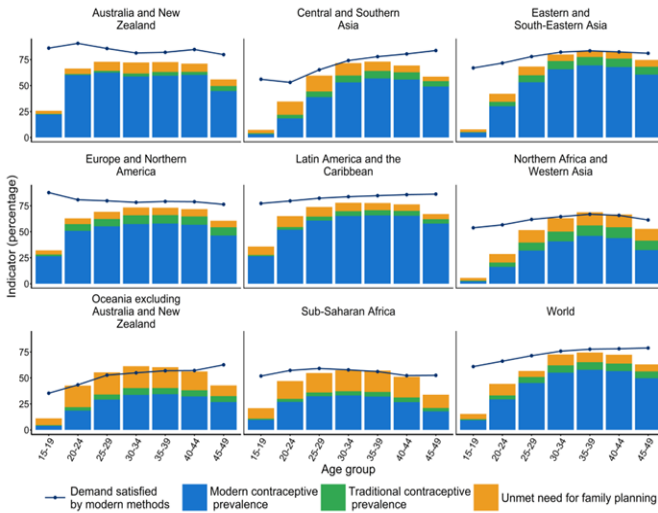 Australia and New
Zealand
Central and Southern
Asia
Eastern and
South-Eastern Asia
75
50
25
0
Europe and Northern
America
Latin America and the
Caribbean
Northern Africa and
Western Asia
75
50
25
0
Indicator (percentage)
Oceania excluding
Australia and New
Zealand
Sub-Saharan Africa
World
75
50
25
0
15-19 20-24 25-29 30-34 35-39 40-44 45-49
15-19 20-24 25-29 30-34 35-39 40-44 45-49
15-19 20-24 25-29 30-34 35-39 40-44 45-49
Age group
Demand satisfied
by modern methods
Modern contraceptive
prevalence
Traditional contraceptive
prevalence
Unmet need for family planning